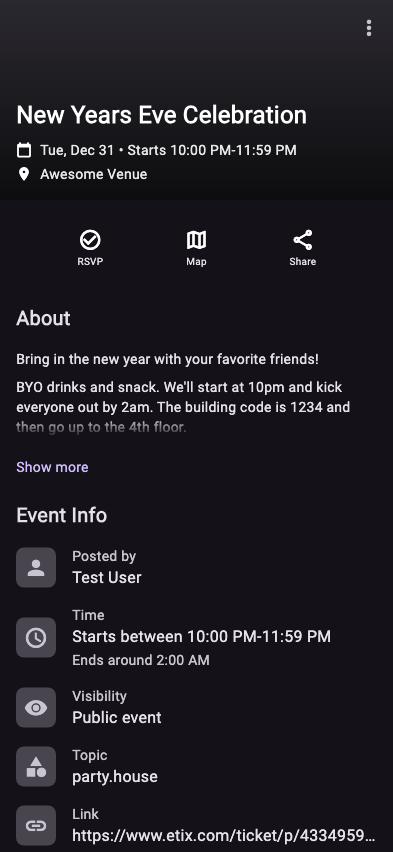 New Years Eve Celebration
Tue, Dec 31 • Starts 10:00 PM-11:59 PM
Awesome Venue
RSVP
Map
Share
About
Bring in the new year with your favorite friends!
BYO drinks and snack. We'll start at 10pm and kick
everyone out by 2am. The building code is 1234 and
then go up to the 4th floor.
Show more
Event Info
Posted by
Test User
Time
Starts between 10:00 PM-11:59 PM
Ends around 2:00 AM
Visibility
Public event
Topic
party.house
Link
https://www.etix.com/ticket/p/4334959...